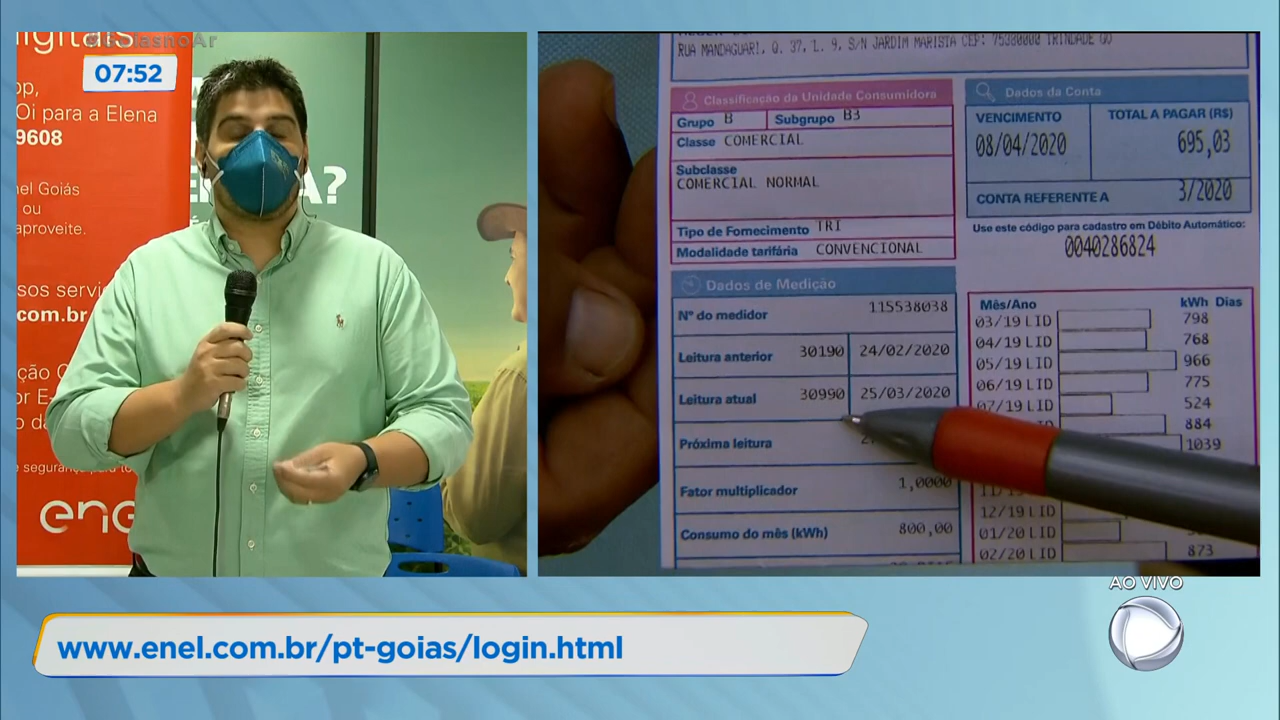 #GoiásnoAr
07:52
Oi para a Elena
9608
nel Goiás
ou
aproveite.
com.br
segurança para to
A?
RUA MANDAGUARI, Q. 37, L. 9, S/N JARDIM MARISTA CEP: 75380000 TRINDADE GO
Classificação da Unidade Consumidora
Grupo B Subgrupo B3
Classe COMERCIAL
Subclasse
COMERCIAL NORMAL
Tipo de Fornecimento TRI
Modalidade tarifária CONVENCIONAL
Dados da Conta
VENCIMENTO TOTAL A PAGAR (R$)
08/04/2020 695,03
CONTA REFERENTE A 3/2020
Use este código para cadastro em Débito Automático:
0040286824
Dados de Medição
Nº do medidor 115538038
Leitura anterior 30190 24/02/2020
Leitura atual 30990 25/03/2020
Próxima leitura
Fator multiplicador 1,0000
Consumo do mês (kWh) 800,00
Mês/Ano kWh Dias
03/19 LID 798
04/19 LID 768
05/19 LID 966
06/19 LID 775
07/19 LID 524
884
1039
12/19 LID
01/20 LID
02/20 LID 873
AO VIVO
www.enel.com.br/pt-goias/login.html